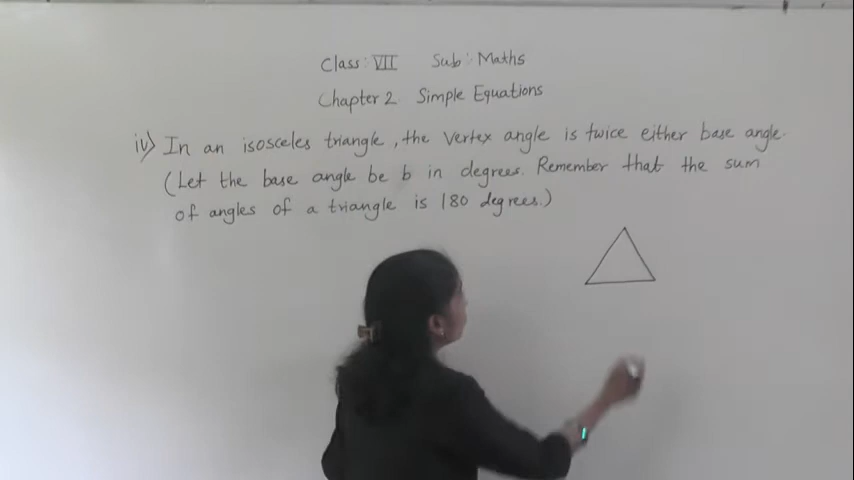 Class: VII Sub: Maths
Chapter 2 Simple Equations
iv) In an isosceles triangle, the Vertex angle is twice either base angle.
(Let the base angle be b in degrees. Remember that the sum
of angles of a triangle is 180 degrees.)